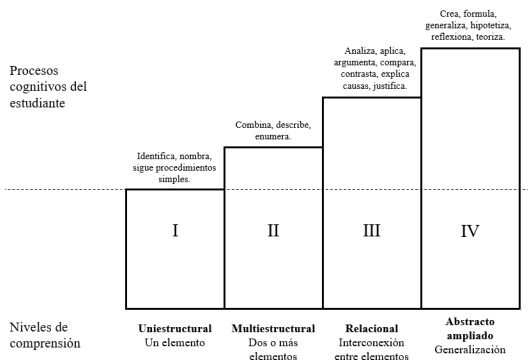 Crea, formula,
generaliza, hipotetiza,
reflexiona, teoriza.
Analiza, aplica,
argumenta, compara,
contrasta, explica
causas, justifica.
Procesos
cognitivos del
estudiante
Combina, describe,
enumera.
Identifica, nombra,
sigue procedimientos
simples.
I
II
III
IV
Niveles de
comprensión
Uniestructural
Un elemento
Multiestructural
Dos o más
elementos
Relacional
Interconexión
entre elementos
Abstracto
ampliado
Generalización